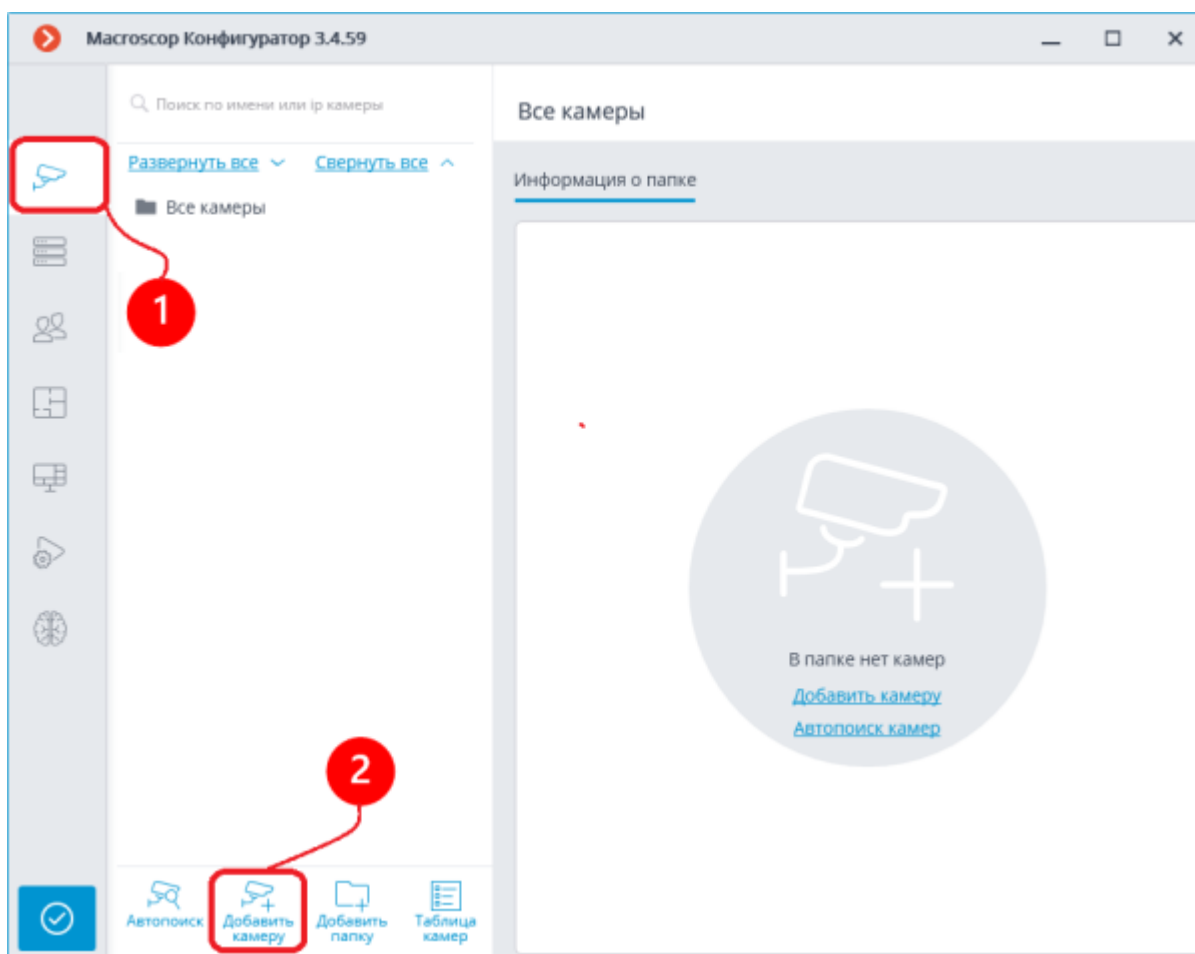 Macroscop Конфигуратор 3.4.59
Поиск по имени или ip камеры
Все камеры
Развернуть все
Свернуть все
Информация о папке
Все камеры
1
В папке нет камер
Добавить камеру
Автопоиск камер
2
Автопоиск
Добавить
камеру
Добавить
папку
Таблица
камер